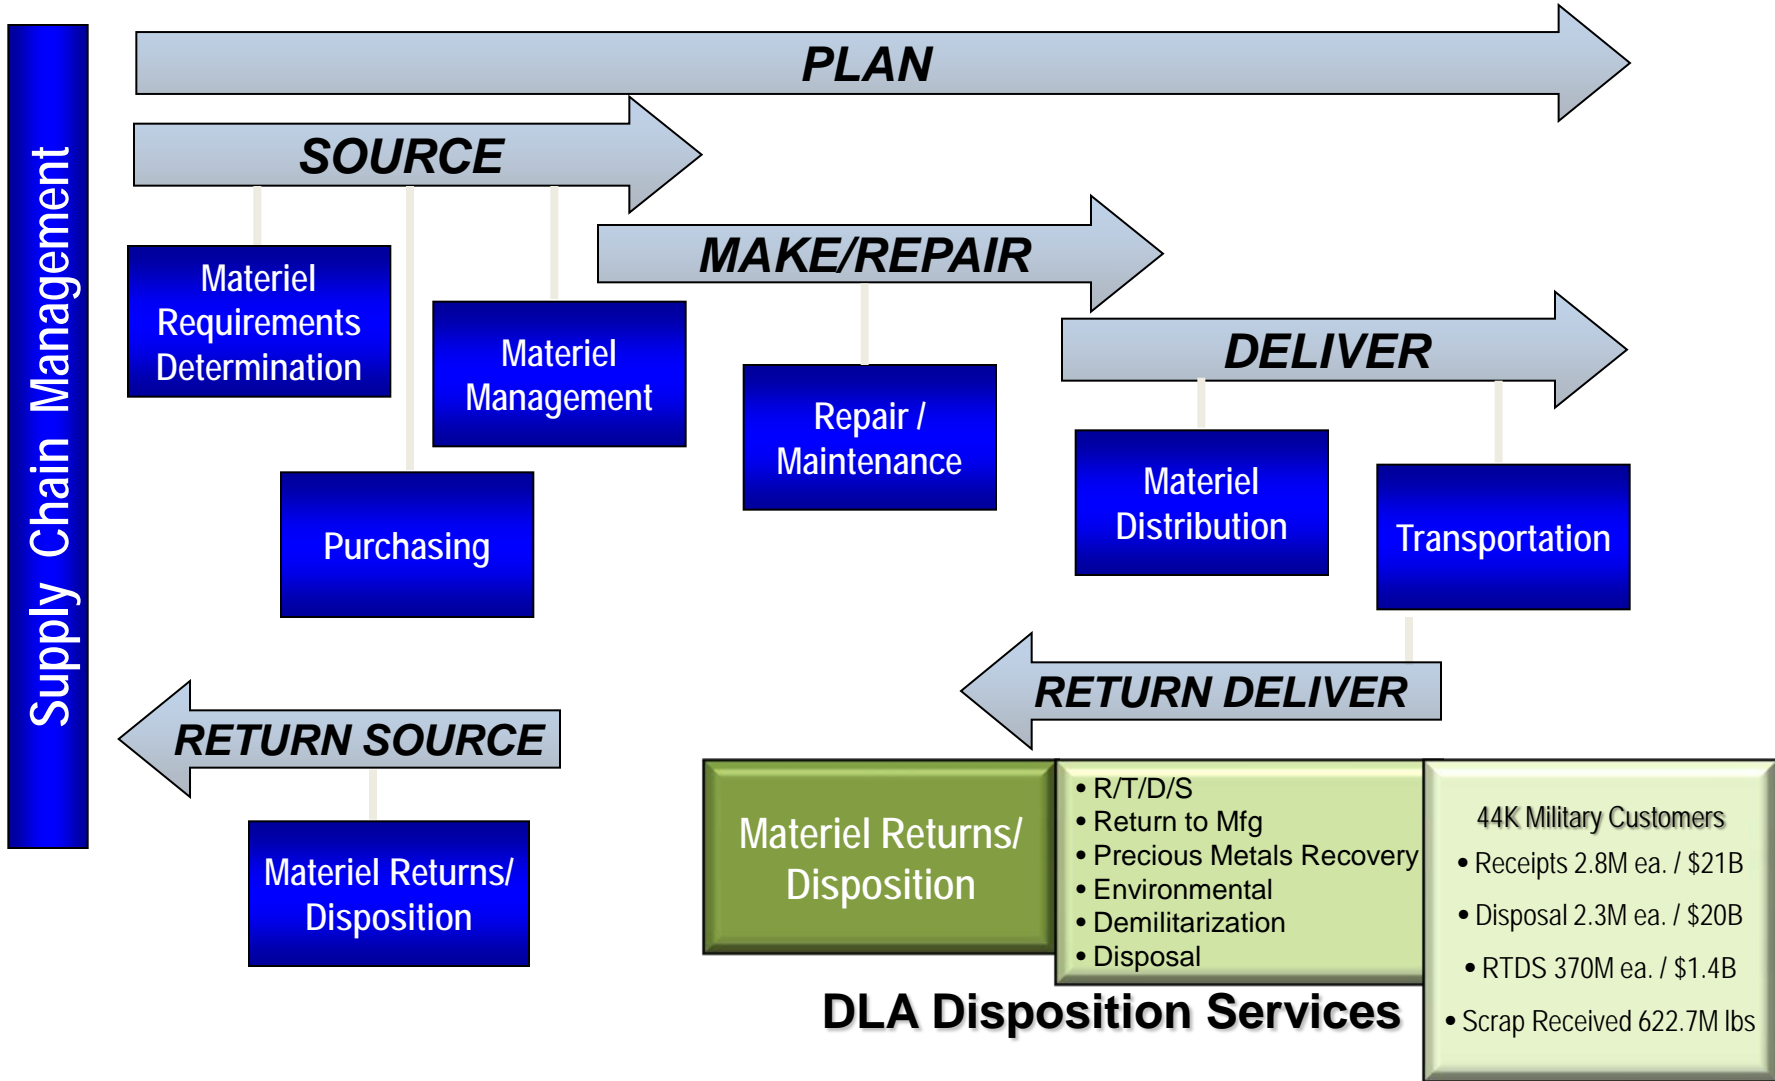 Supply Chain Management
PLAN
SOURCE
MAKE/REPAIR
DELIVER
Materiel
Requirements
Determination
Materiel
Management
Purchasing
Repair /
Maintenance
Materiel
Distribution
Transportation
RETURN DELIVER
RETURN SOURCE
Materiel Returns/
Disposition
Materiel Returns/
Disposition
• R/T/D/S
• Return to Mfg
• Precious Metals Recovery
• Environmental
• Demilitarization
• Disposal
44K Military Customers
• Receipts 2.8M ea. / $21B
• Disposal 2.3M ea. / $20B
• RTDS 370M ea. / $1.4B
• Scrap Received 622.7M lbs
DLA Disposition Services